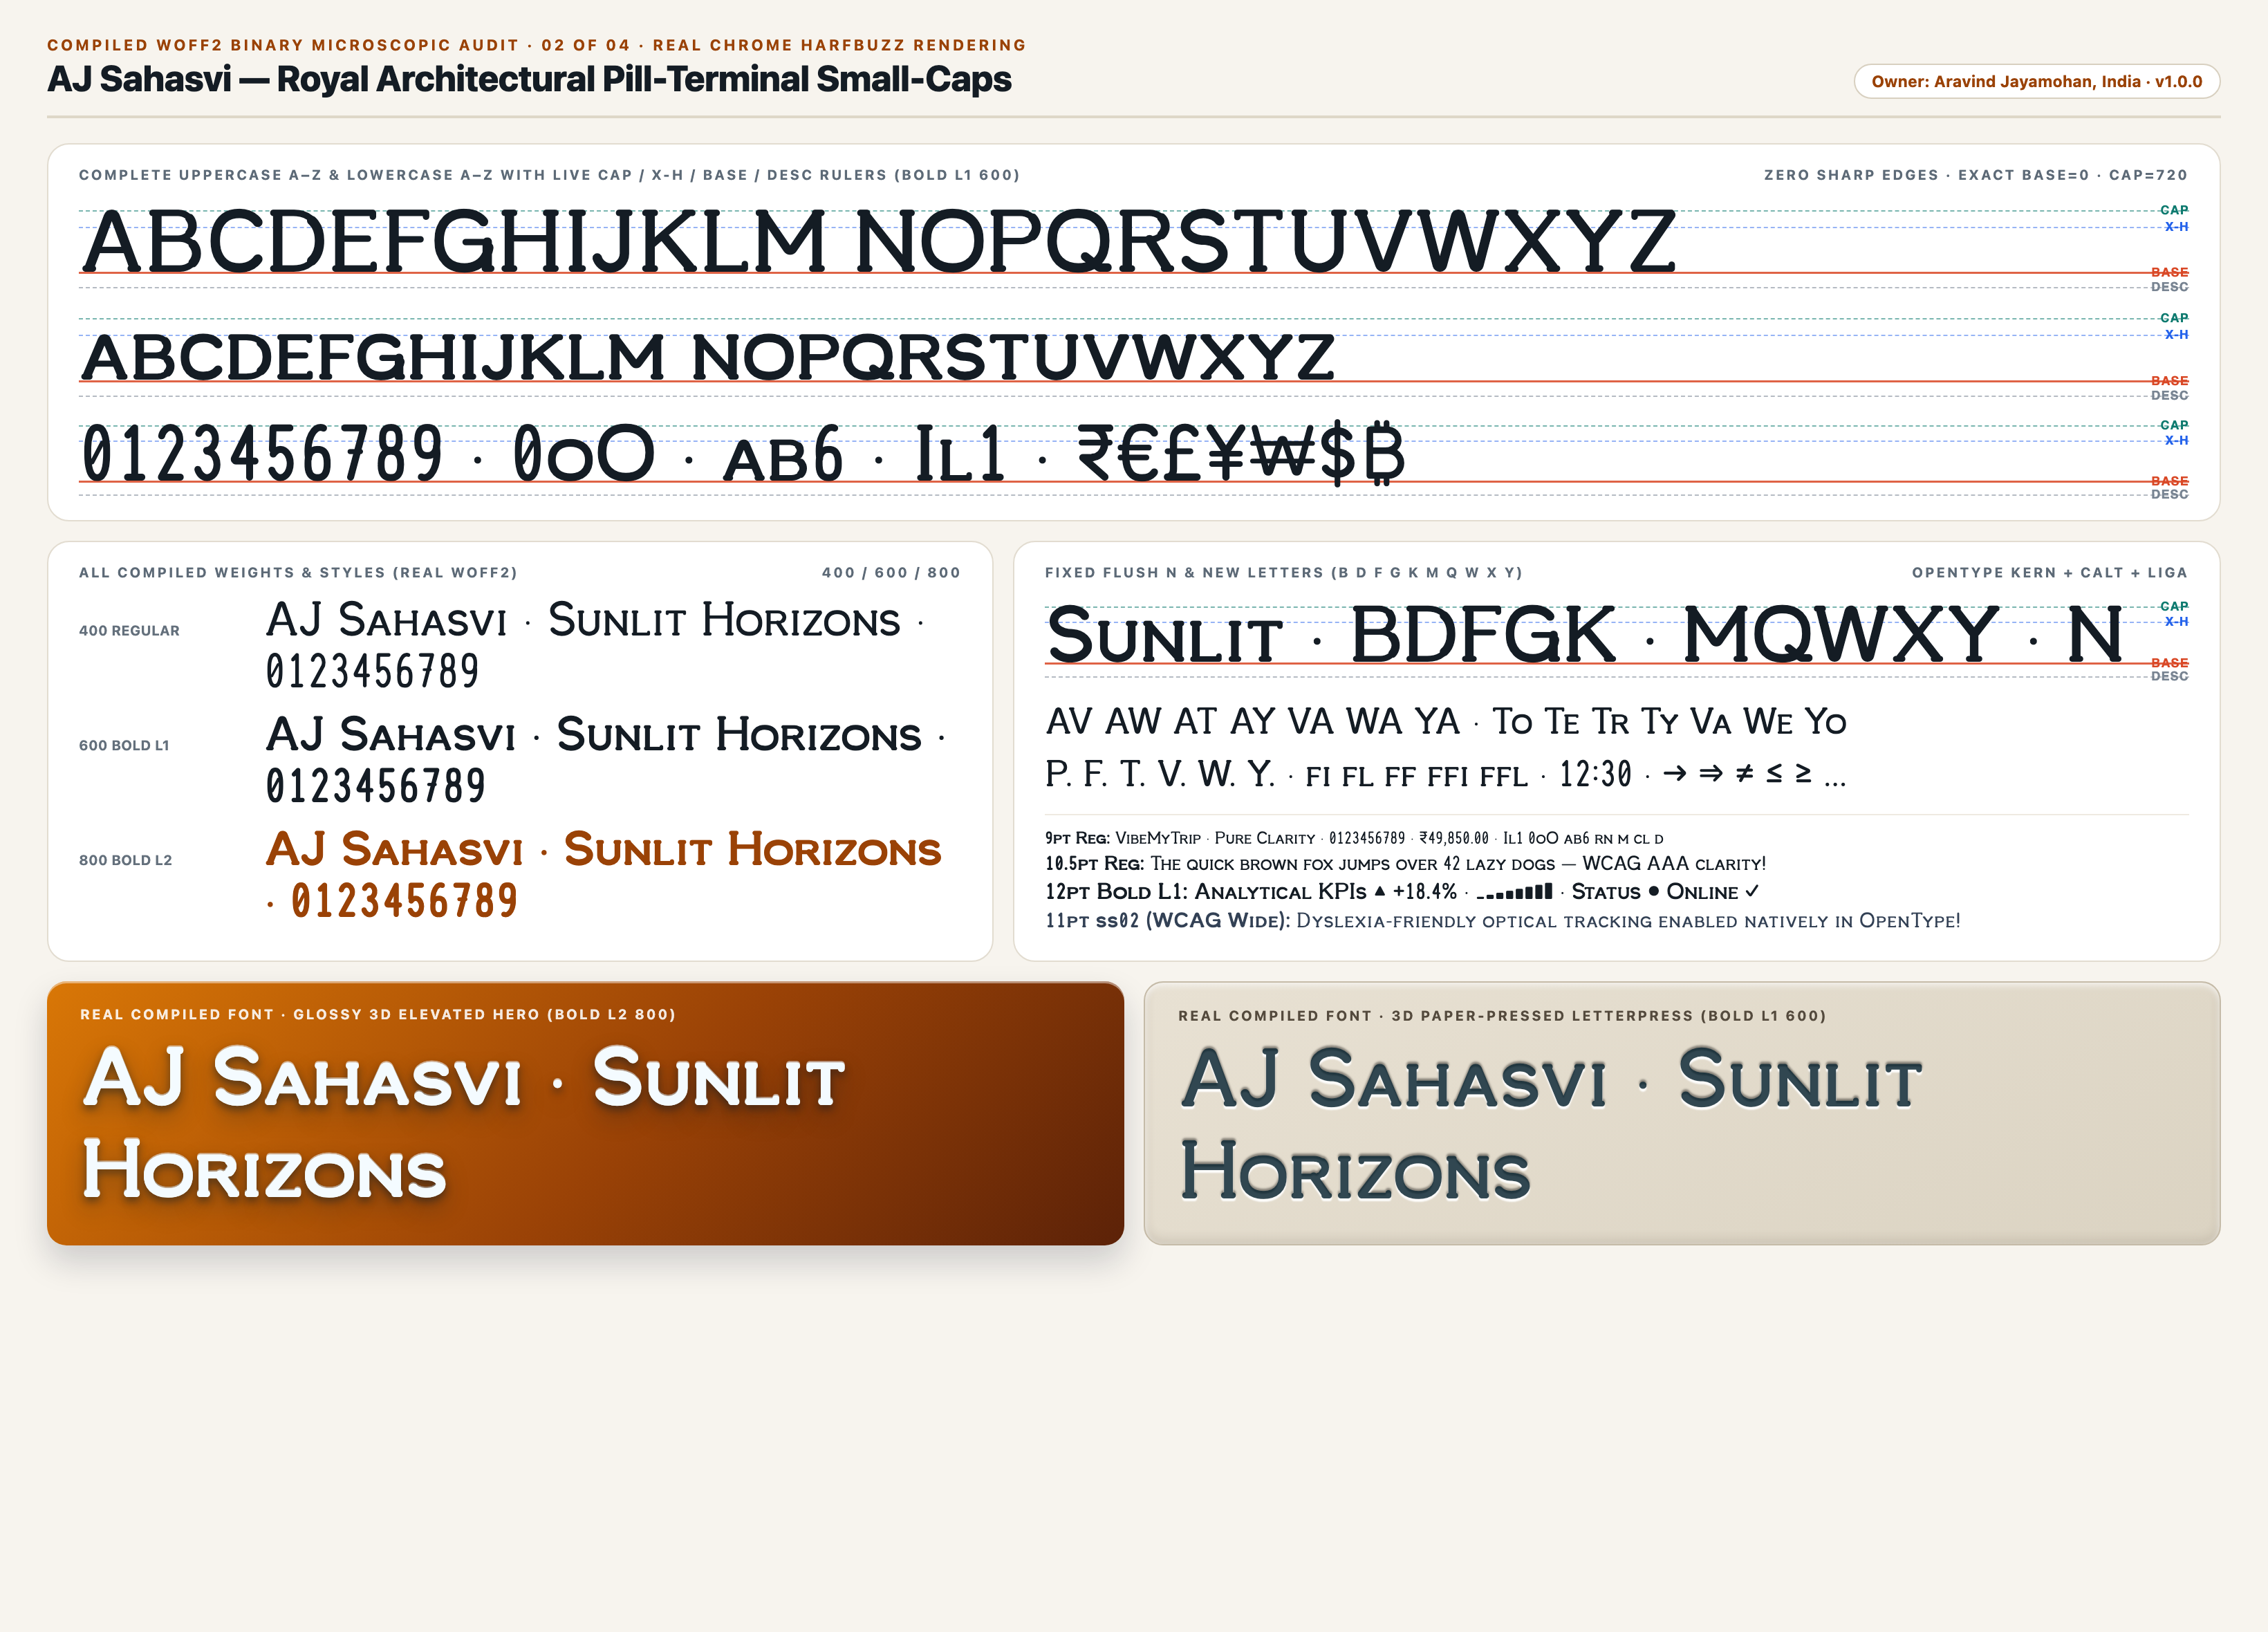 COMPILED WOFF2 BINARY MICROSCOPIC AUDIT · 02 OF 04 · REAL CHROME HARFBUZZ RENDERING
AJ Sahasvi — Royal Architectural Pill-Terminal Small-Caps
Owner: Aravind Jayamohan, India · v1.0.0
COMPLETE UPPERCASE A–Z & LOWERCASE A–Z WITH LIVE CAP / X-H / BASE / DESC RULERS (BOLD L1 600)
ZERO SHARP EDGES · EXACT BASE=0 · CAP=720
ABCDEFGHIJKLM NOPQRSTUVWXYZ
CAP
X-H
BASE
DESC
abcdefghijklm nopqrstuvwxyz
CAP
X-H
BASE
DESC
0123456789 · 0oO · ab6 · Il1 · ₹€£¥₩$₿
CAP
X-H
BASE
DESC
ALL COMPILED WEIGHTS & STYLES (REAL WOFF2)
400 / 600 / 800
400 REGULAR
AJ Sahasvi · Sunlit Horizons ·
0123456789
600 BOLD L1
AJ Sahasvi · Sunlit Horizons ·
0123456789
800 BOLD L2
AJ Sahasvi · Sunlit Horizons
· 0123456789
FIXED FLUSH N & NEW LETTERS (B D F G K M Q W X Y)
OPENTYPE KERN + CALT + LIGA
Sunlit · BDFGK · MQWXY · N
CAP
X-H
BASE
DESC
AV AW AT AY VA WA YA · To Te Tr Ty Va We Yo
P. F. T. V. W. Y. · fi fl ff ffi ffl · 12:30 · → ⇒ ≠ ≤ ≥ …
9pt Reg: VibeMyTrip · Pure Clarity · 0123456789 · ₹49,850.00 · Il1 0oO ab6 rn m cl d
10.5pt Reg: The quick brown fox jumps over 42 lazy dogs — WCAG AAA clarity!
12pt Bold L1: Analytical KPIs ▲ +18.4% · ▁▂▃▄▅▆▇█ · Status ● Online ✓
11pt ss02 (WCAG Wide): Dyslexia-friendly optical tracking enabled natively in OpenType!
REAL COMPILED FONT · GLOSSY 3D ELEVATED HERO (BOLD L2 800)
AJ Sahasvi · Sunlit
Horizons
REAL COMPILED FONT · 3D PAPER-PRESSED LETTERPRESS (BOLD L1 600)
AJ Sahasvi · Sunlit
Horizons